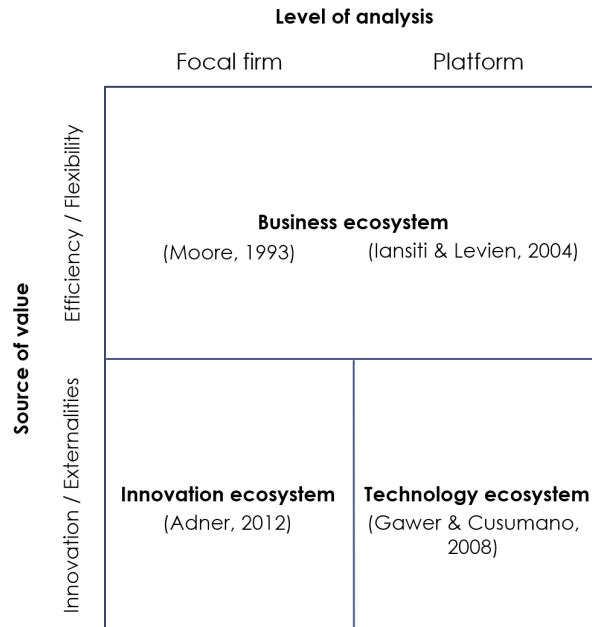 Level of analysis
Focal firm Platform
Source of value
Efficiency / Flexibility
Business ecosystem
(Moore, 1993) (Iansiti & Levien, 2004)
Innovation / Externalities
Innovation ecosystem Technology ecosystem
(Adner, 2012) (Gawer & Cusumano,
2008)